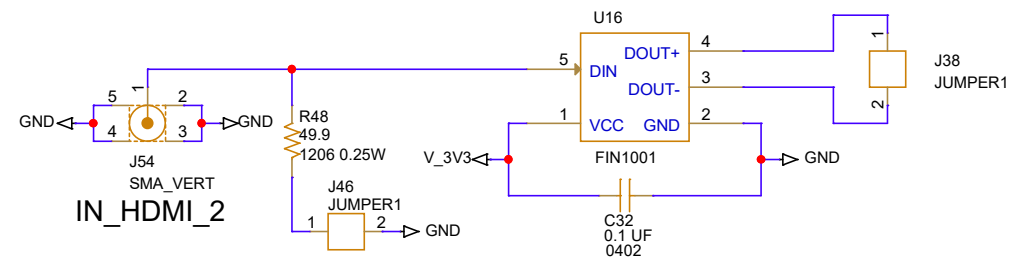 U16
5
DIN
DOUT+
4
DOUT-
3
1
VCC
GND
2
FIN1001
1
2
J38
JUMPER1
1
5
2
4
3
GND
GND
J54
SMA_VERT
IN_HDMI_2
R48
49.9
1206 0.25W
J46
JUMPER1
1
2
GND
V_3V3
GND
C32
0.1 UF
0402